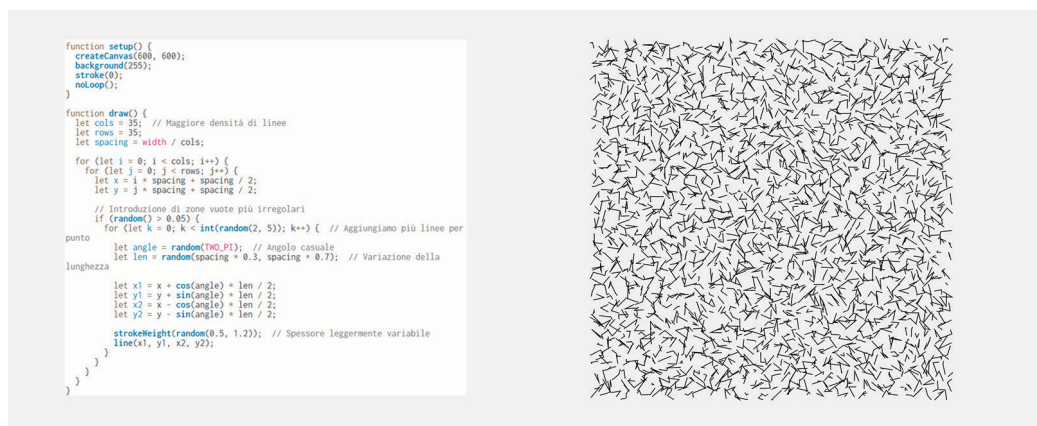 function setup() {
createCanvas(600, 600);
background(255);
stroke(0);
noLoop();
}
function draw() {
let cols = 35; // Maggiore densità di linee
let rows = 35;
let spacing = width / cols;
for (let i = 0; i < cols; i++) {
for (let j = 0; j < rows; j++) {
let x = i * spacing + spacing / 2;
let y = j * spacing + spacing / 2;
// Introduzione di zone vuote più irregolari
if (random() > 0.05) {
for (let k = 0; k < int(random(2, 5)); k++) { // Aggiungiamo più linee per
punto
let angle = random(TWO_PI); // Angolo casuale
let len = random(spacing * 0.3, spacing * 0.7); // Variazione della
lunghezza
let x1 = x + cos(angle) * len / 2;
let y1 = y + sin(angle) * len / 2;
let x2 = x - cos(angle) * len / 2;
let y2 = y - sin(angle) * len / 2;
strokeWeight(random(0.5, 1.2)); // Spessore leggermente variabile
line(x1, y1, x2, y2);
}
}
}
}
}